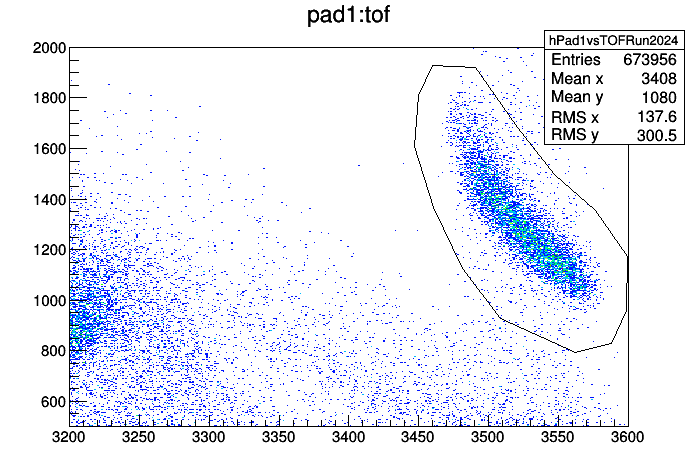 pad1:tof
hPad1vsTOFRun2024
Entries 673956
Mean x 3408
Mean y 1080
RMS x 137.6
RMS y 300.5
2000
1800
1600
1400
1200
1000
800
600
3200 3250 3300 3350 3400 3450 3500 3550 3600